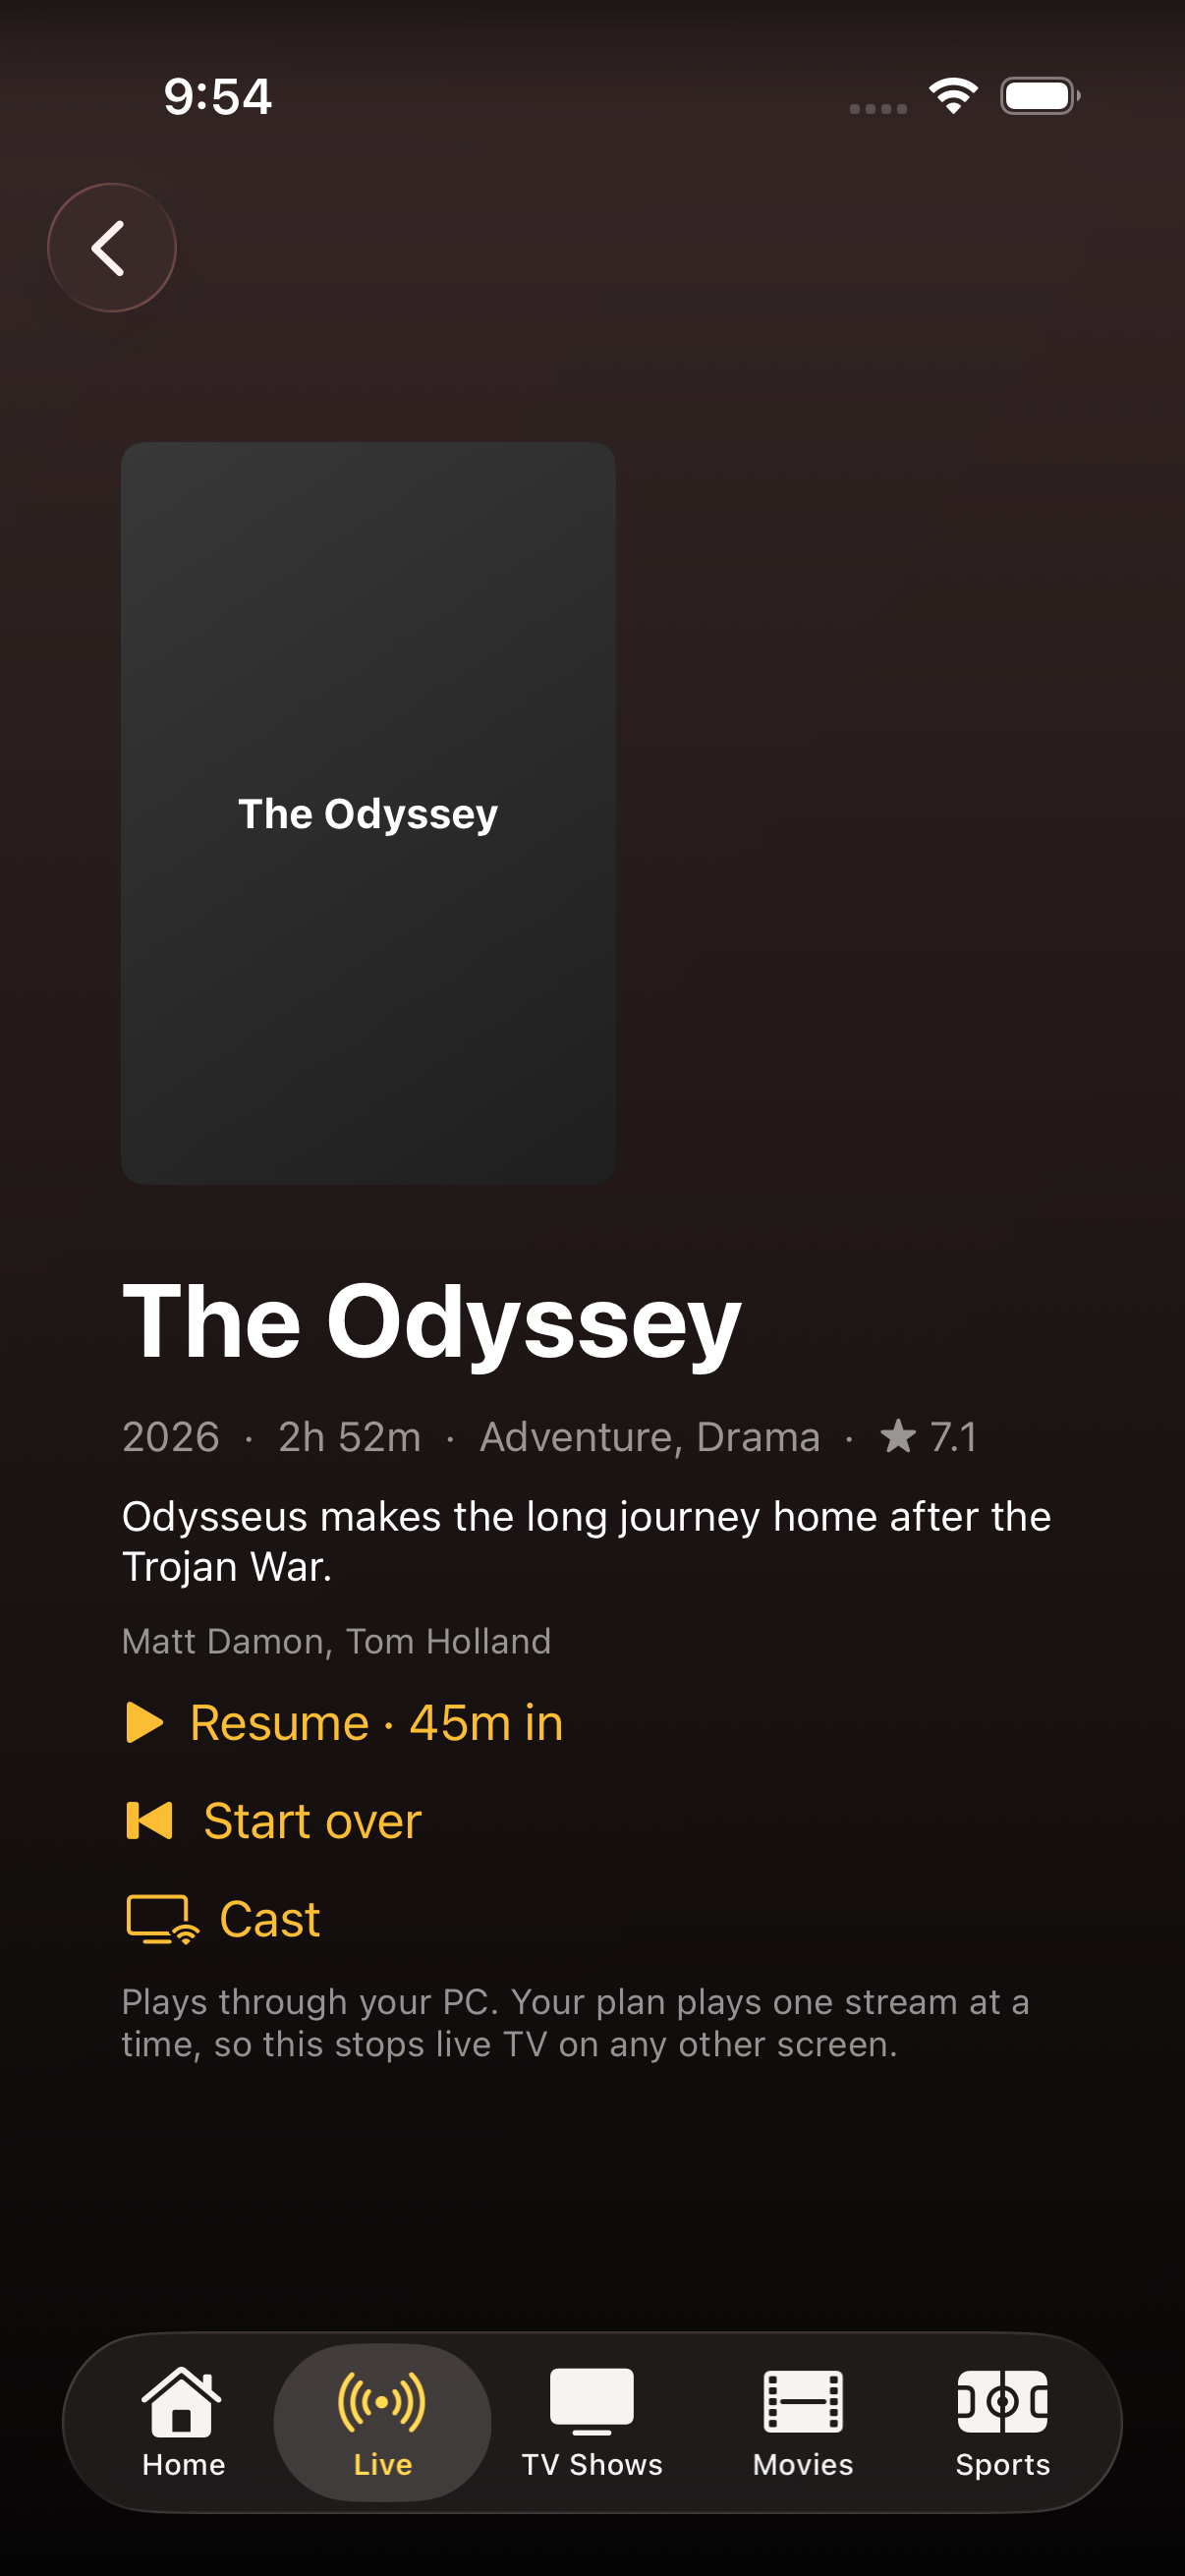 9:54
The Odyssey
The Odyssey
2026 · 2h 52m · Adventure, Drama · ★ 7.1
Odysseus makes the long journey home after the
Trojan War.
Matt Damon, Tom Holland
Resume · 45m in
Start over
Cast
Plays through your PC. Your plan plays one stream at a
time, so this stops live TV on any other screen.
Home Live TV Shows Movies Sports